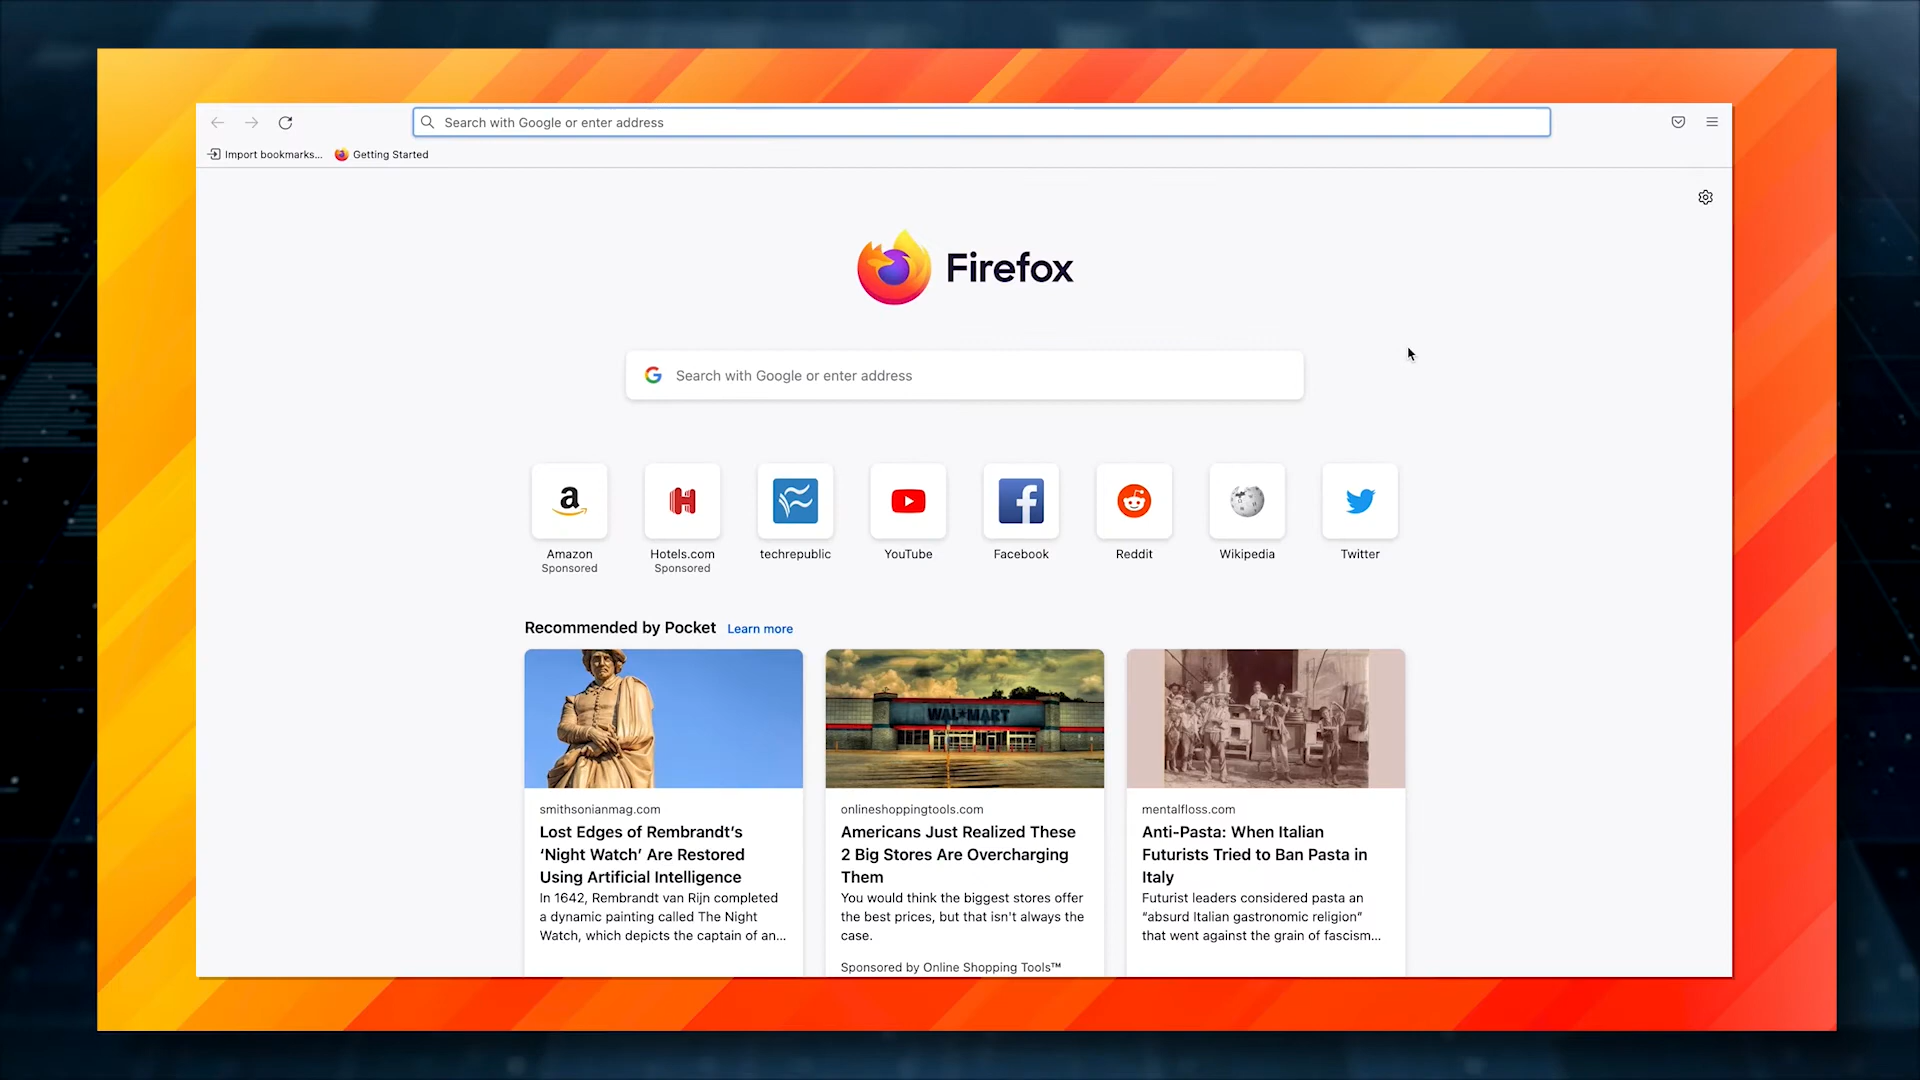 Search with Google or enter address
Import bookmarks... Getting Started
Firefox
Search with Google or enter address
a
Amazon
Sponsored
Hotels.com
Sponsored
techrepublic
YouTube
Facebook
Reddit
Wikipedia
Twitter
Recommended by Pocket Learn more
WAL*MART
smithsonianmag.com
Lost Edges of Rembrandt’s
‘Night Watch’ Are Restored
Using Artificial Intelligence
In 1642, Rembrandt van Rijn completed
a dynamic painting called The Night
Watch, which depicts the captain of an...
onlineshoppingtools.com
Americans Just Realized These
2 Big Stores Are Overcharging
Them
You would think the biggest stores offer
the best prices, but that isn't always the
case.
Sponsored by Online Shopping Tools™
mentalfloss.com
Anti-Pasta: When Italian
Futurists Tried to Ban Pasta in
Italy
Futurist leaders considered pasta an
“absurd Italian gastronomic religion”
that went against the grain of fascism...